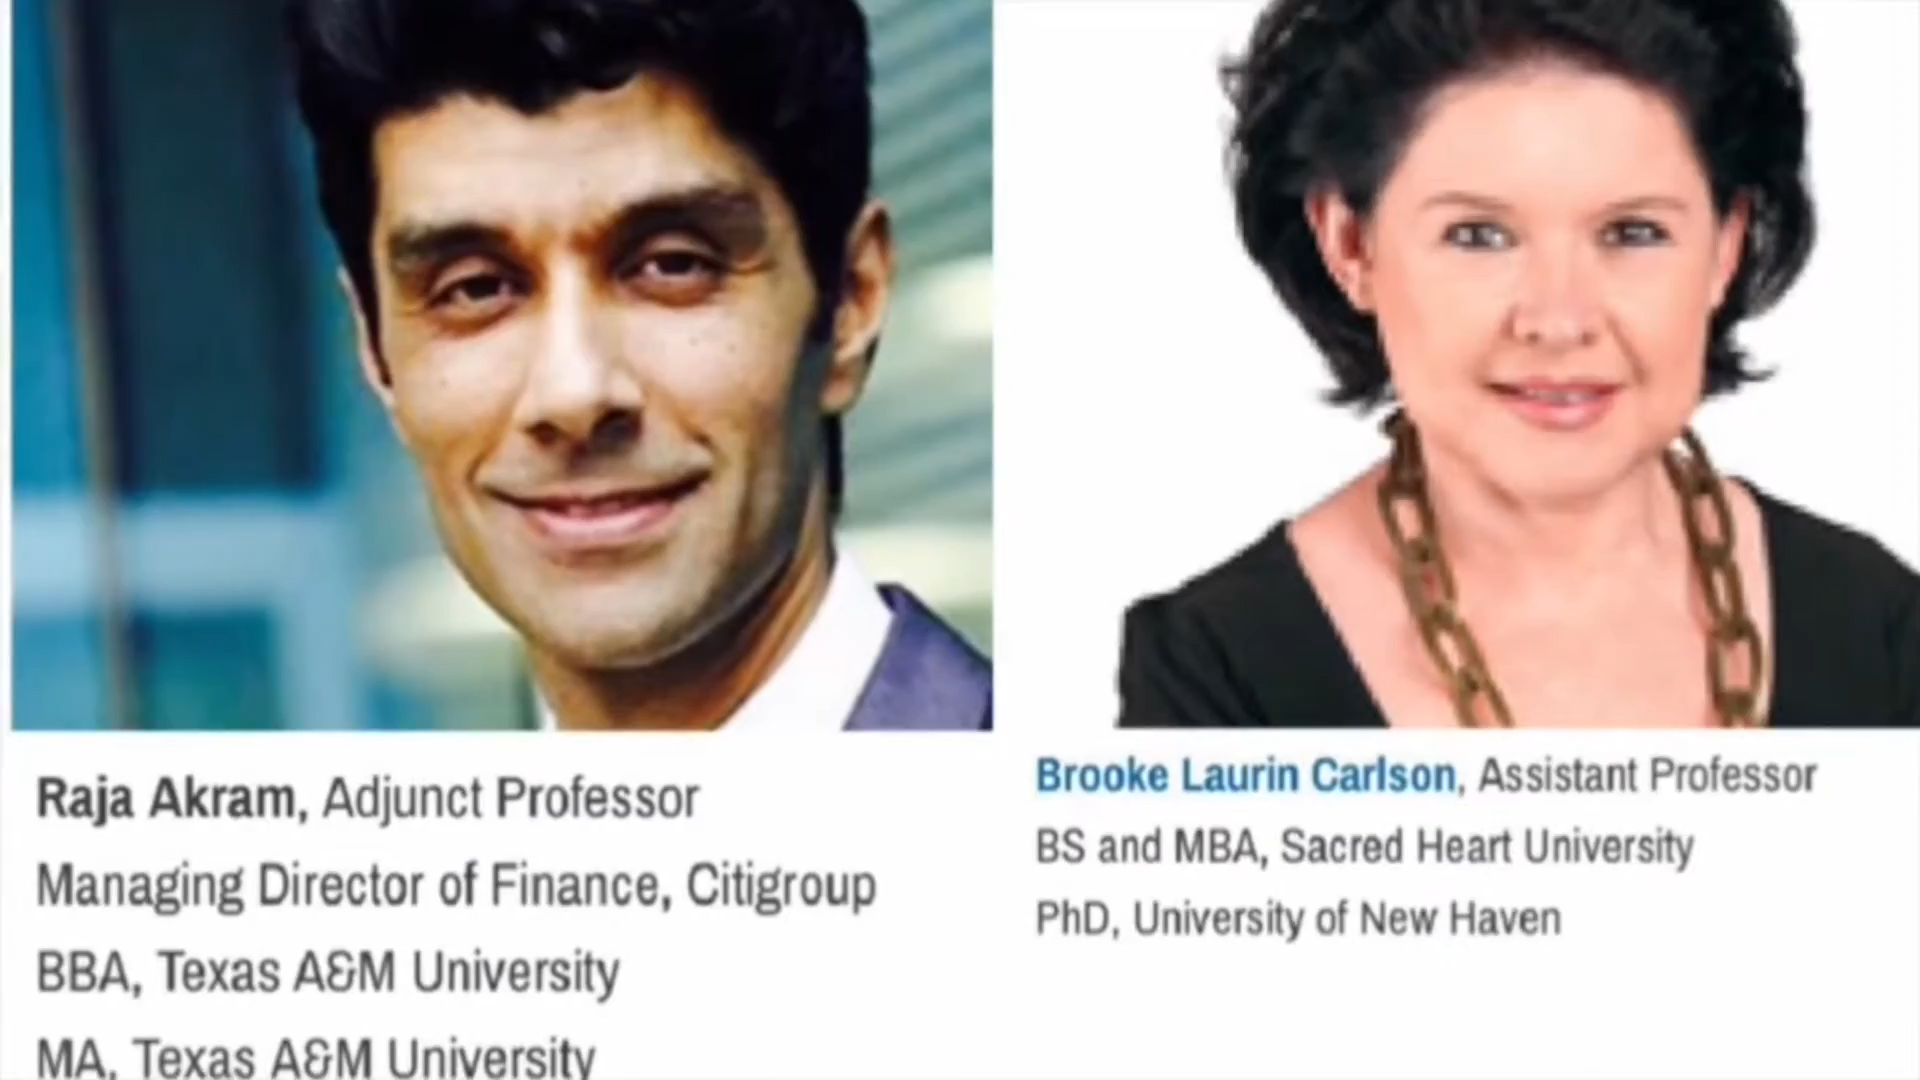 Raja Akram, Adjunct Professor
Managing Director of Finance, Citigroup
BBA, Texas A&M University
MA, Texas A&M University
Brooke Laurin Carlson, Assistant Professor
BS and MBA, Sacred Heart University
PhD, University of New Haven